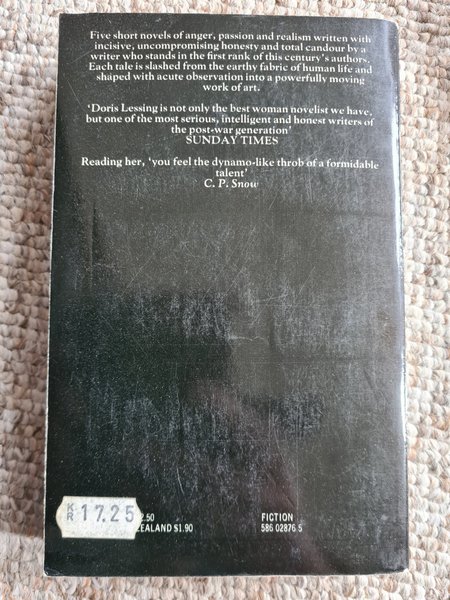 Five short novels of anger, passion and realism written with
incisive, uncompromising honesty and total candour by a
writer who stands in the first rank of this century's authors.
Each tale is slashed from the earthy fabric of human life and
shaped with acute observation into a powerfully moving
work of art.
'Doris Lessing is not only the best woman novelist we have,
but one of the most serious, intelligent and honest writers of
the post-war generation'
SUNDAY TIMES
Reading her, 'you feel the dynamo-like throb of a formidable
talent'
C. P. Snow
KR 17.25
2.50
EALAND $1.90
FICTION
586 02876 5